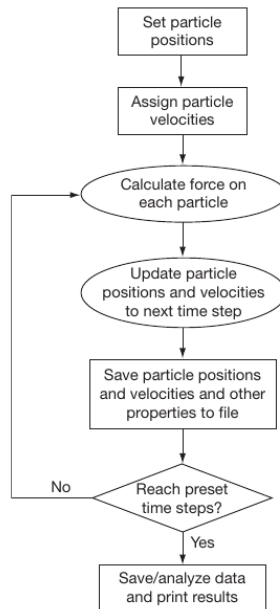 Set particle
positions
Assign particle
velocities
Calculate force on
each particle
Update particle
positions and velocities
to next time step
Save particle positions
and velocities and other
properties to file
No
Reach preset
time steps?
Yes
Save/analyze data
and print results